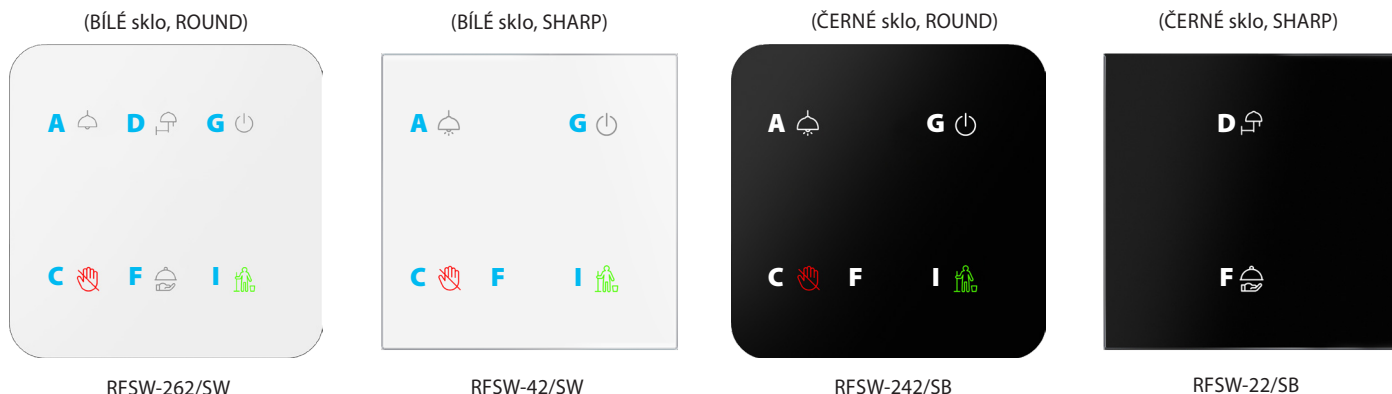 (BÍLÉ sklo, ROUND)
(BÍLÉ sklo, SHARP)
(ČERNÉ sklo, ROUND)
(ČERNÉ sklo, SHARP)
A D G
C F I
A G
C F I
A G
C F I
D
F
RFSW-262/SW
RFSW-42/SW
RFSW-242/SB
RFSW-22/SB